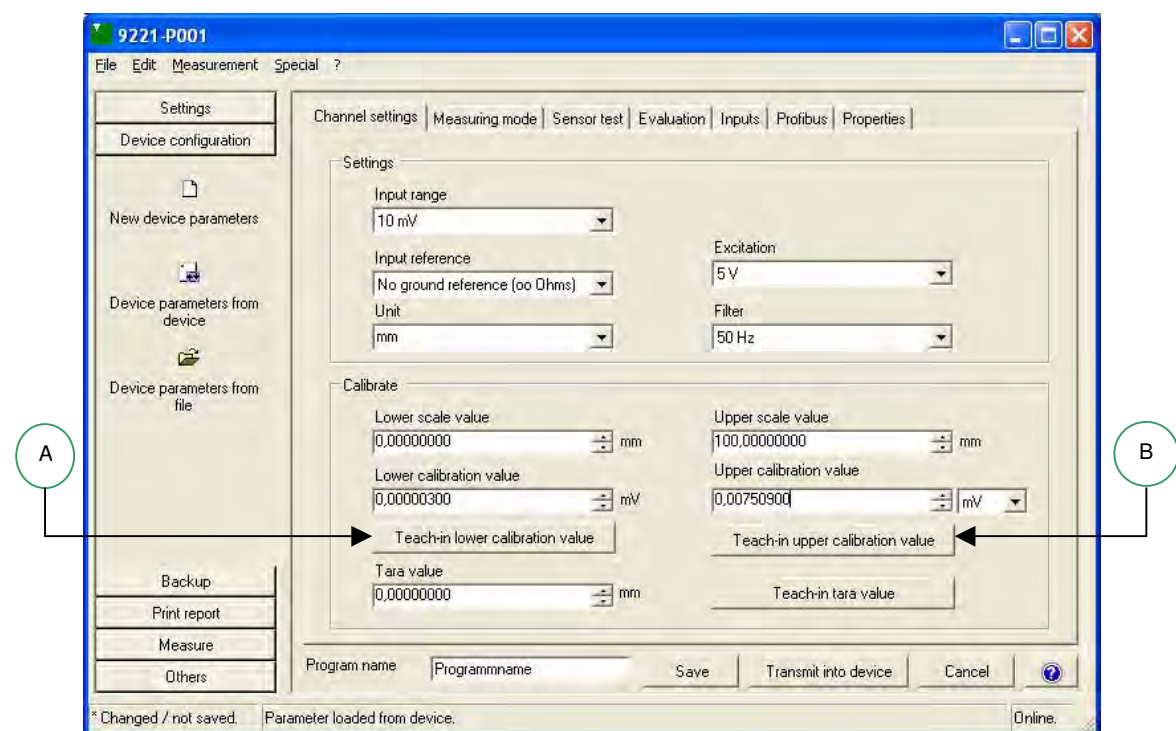 9221-P001
File Edit Measurement Special ?
Settings
Device configuration
New device parameters
Device parameters from
device
Device parameters from
file
Backup
Print report
Measure
Others
Channel settings Measuring mode Sensor test Evaluation Inputs Profibus Properties
Settings
Input range
10 mV
Input reference
No ground reference (oo Ohms)
Excitation
5 V
Unit
mm
Filter
50 Hz
Calibrate
Lower scale value
0,00000000 mm
Upper scale value
100,00000000 mm
Lower calibration value
0,00000300 mV
Upper calibration value
0,00750900 mV
Teach-in lower calibration value
Teach-in upper calibration value
Tara value
0,00000000 mm
Teach-in tara value
Program name Programmname Save Transmit into device Cancel ?
* Changed / not saved. Parameter loaded from device. Online.
A
B